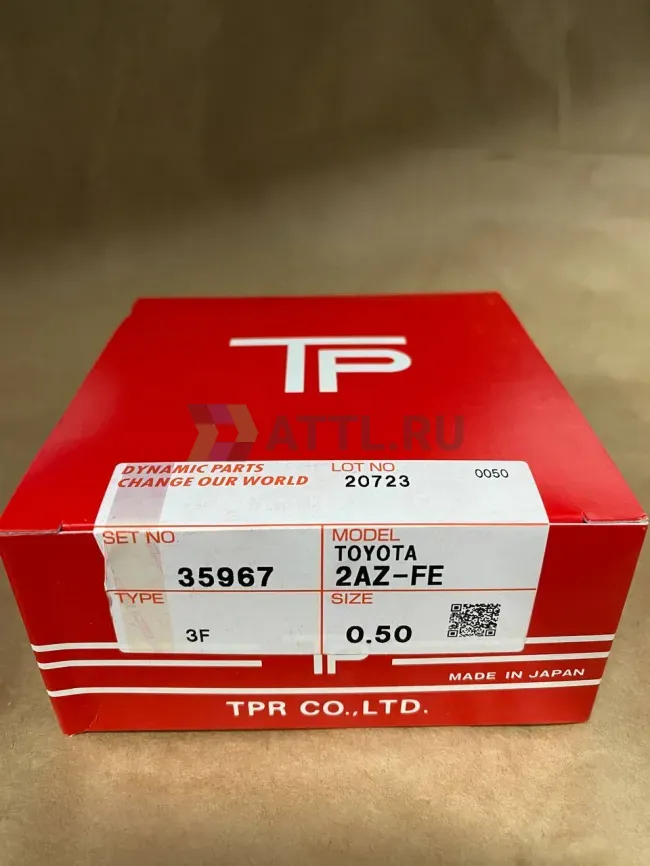 TP
ATTL.RU
DYNAMIC PARTS
CHANGE OUR WORLD
LOT NO
20723
0050
SET NO
35967
MODEL
TOYOTA
2AZ-FE
TYPE
3F
SIZE
0.50
TP
MADE IN JAPAN
TPR CO.,LTD.